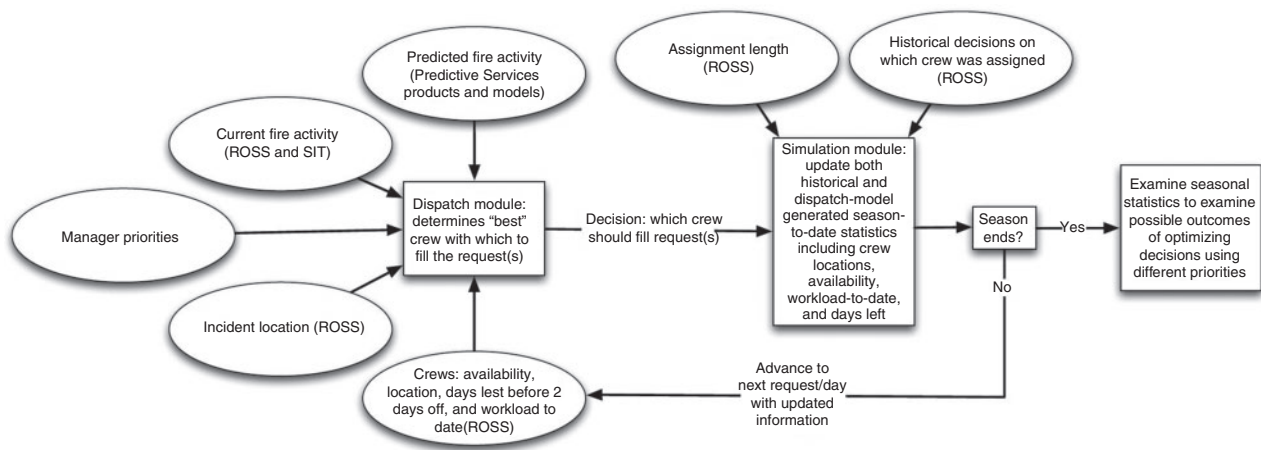 Predicted fire activity
(Predictive Services
products and models)
Assignment length
(ROSS)
Historical decisions on
which crew was assigned
(ROSS)
Current fire activity
(ROSS and SIT)
Manager priorities
Incident location (ROSS)
Dispatch module:
determines “best”
crew with which to
fill the request(s)
Decision: which crew
should fill request(s)
Simulation module:
update both
historical and
dispatch-model
generated season-
to-date statistics
including crew
locations,
availability,
workload-to-date,
and days left
Season
ends?
Yes
No
Examine seasonal
statistics to examine
possible outcomes
of optimizing
decisions using
different priorities
Crews: availability,
location, days lest before 2
days off, and workload to
date(ROSS)
Advance to
next request/day
with updated
information